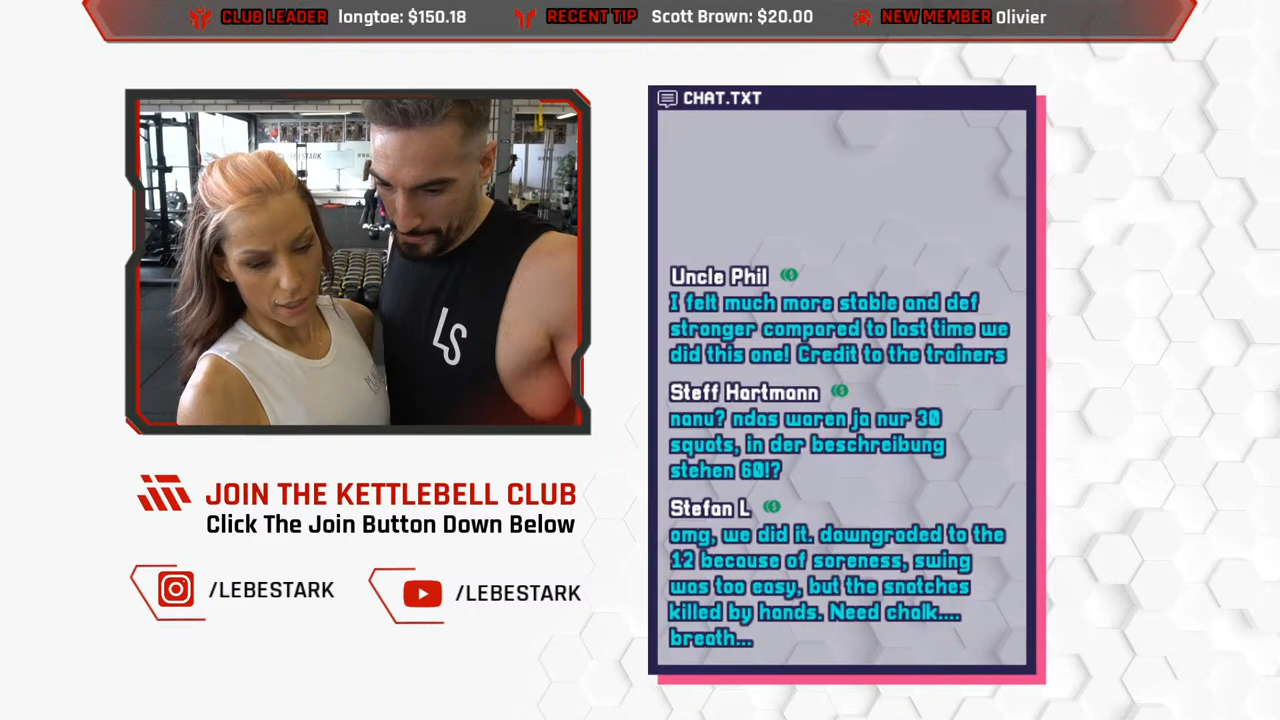 CLUB LEADER longtoe: $150.18 RECENT TIP Scott Brown: $20.00 NEW MEMBER Olivier
CHAT.TXT
Uncle Phil
I felt much more stable and def
stronger compared to last time we
did this one! Credit to the trainers
Steff Hartmann
nanu? ndas waren ja nur 30
squats, in der beschreibung
stehen 60!?
Stefan L
omg, we did it. downgraded to the
12 because of soreness, swing
was too easy, but the snatches
killed by hands. Need chalk....
breath...
LS
JOIN THE KETTLEBELL CLUB
Click The Join Button Down Below
/LEBESTARK
/LEBESTARK